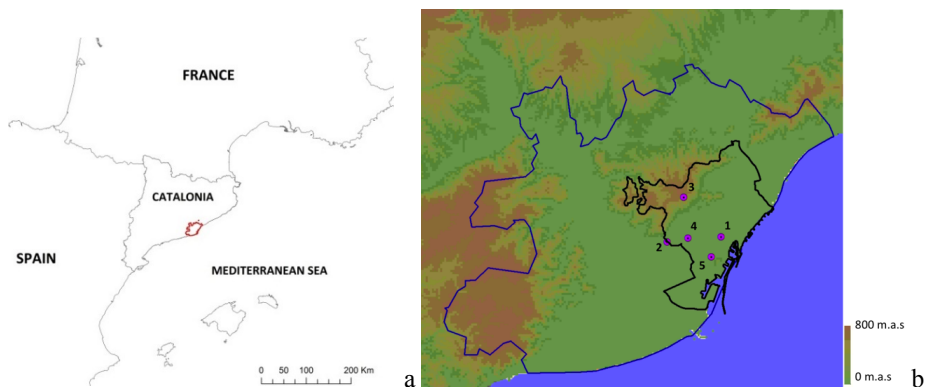 FRANCE
CATALONIA
SPAIN
MEDITERRANEAN SEA
0 50 100 200 Km
a
3
4
1
2
5
800 m.a.s
0 m.a.s
b